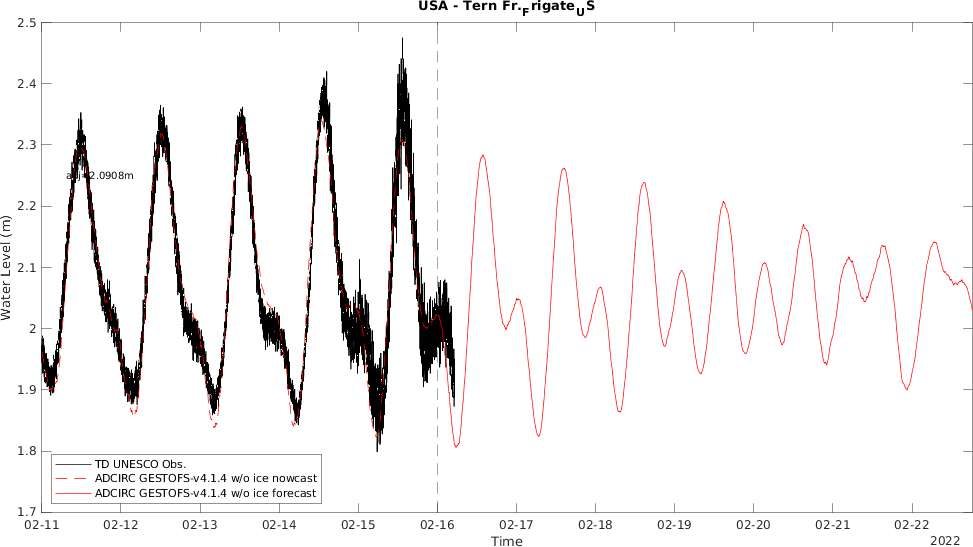 USA - Tern Fr.FrigateUS
2.5
2.4
2.3
2.2
2.1
2
1.9
1.8
1.7
Water Level (m)
adj=2.0908m
TD UNESCO Obs.
ADCIRC GESTOFS-v4.1.4 w/o ice nowcast
ADCIRC GESTOFS-v4.1.4 w/o ice forecast
02-11 02-12 02-13 02-14 02-15 02-16 02-17 02-18 02-19 02-20 02-21 02-22
Time
2022